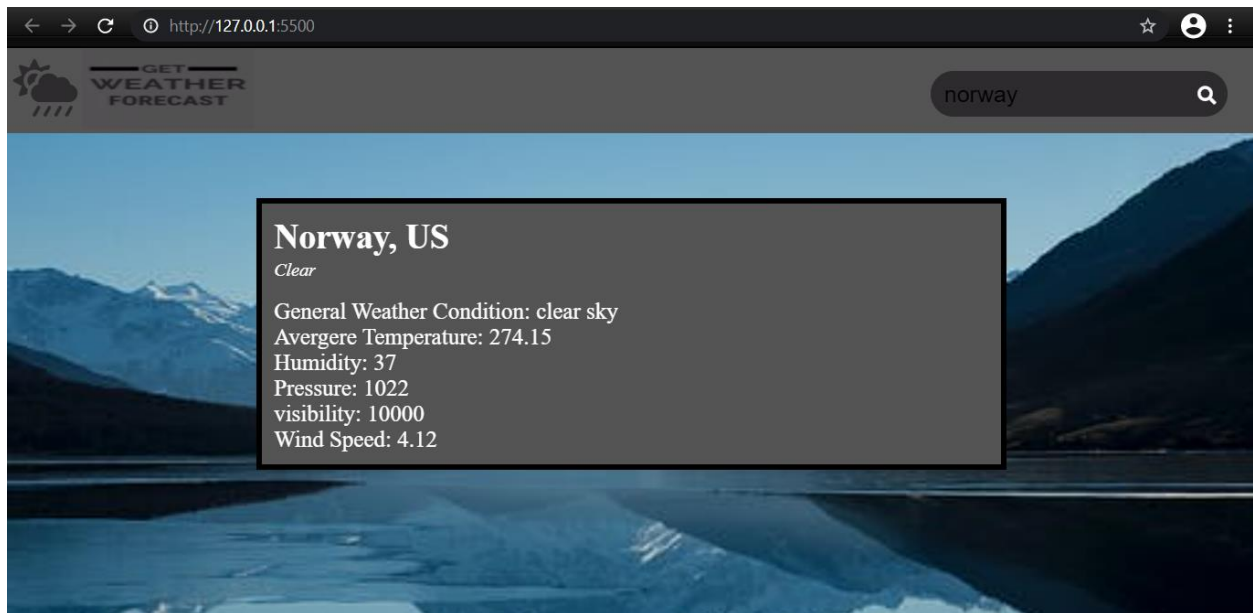 http://127.0.0.1:5500
GET
WEATHER
FORECAST
norway
Norway, US
Clear
General Weather Condition: clear sky
Avergere Temperature: 274.15
Humidity: 37
Pressure: 1022
visibility: 10000
Wind Speed: 4.12